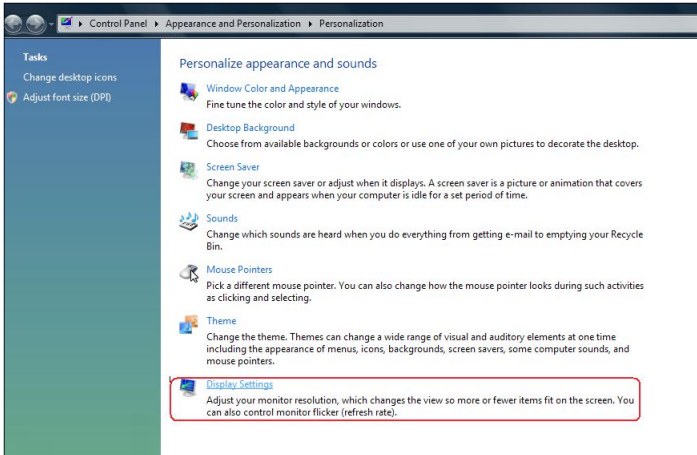 Control Panel ▸ Appearance and Personalization ▸ Personalization
Tasks
Change desktop icons
Adjust font size (DPI)
Personalize appearance and sounds
Window Color and Appearance
Fine tune the color and style of your windows.
Desktop Background
Choose from available backgrounds or colors or use one of your own pictures to decorate the desktop.
Screen Saver
Change your screen saver or adjust when it displays. A screen saver is a picture or animation that covers
your screen and appears when your computer is idle for a set period of time.
Sounds
Change which sounds are heard when you do everything from getting e-mail to emptying your Recycle
Bin.
Mouse Pointers
Pick a different mouse pointer. You can also change how the mouse pointer looks during such activities
as clicking and selecting.
Theme
Change the theme. Themes can change a wide range of visual and auditory elements at one time
including the appearance of menus, icons, backgrounds, screen savers, some computer sounds, and
mouse pointers.
Display Settings
Adjust your monitor resolution, which changes the view so more or fewer items fit on the screen. You
can also control monitor flicker (refresh rate).